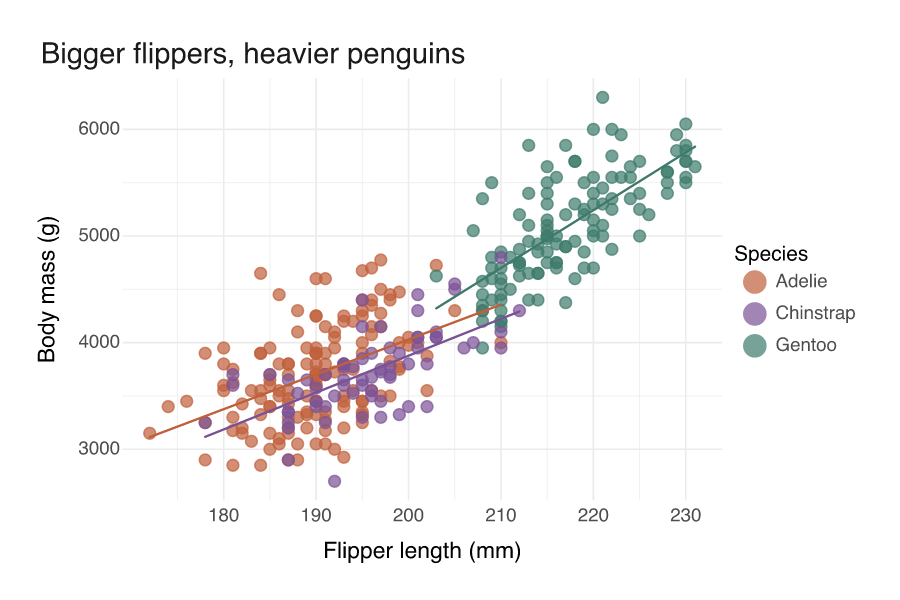 Bigger flippers, heavier penguins
6000
5000
4000
3000
Body mass (g)
180 190 200 210 220 230
Flipper length (mm)
Species
Adelie
Chinstrap
Gentoo